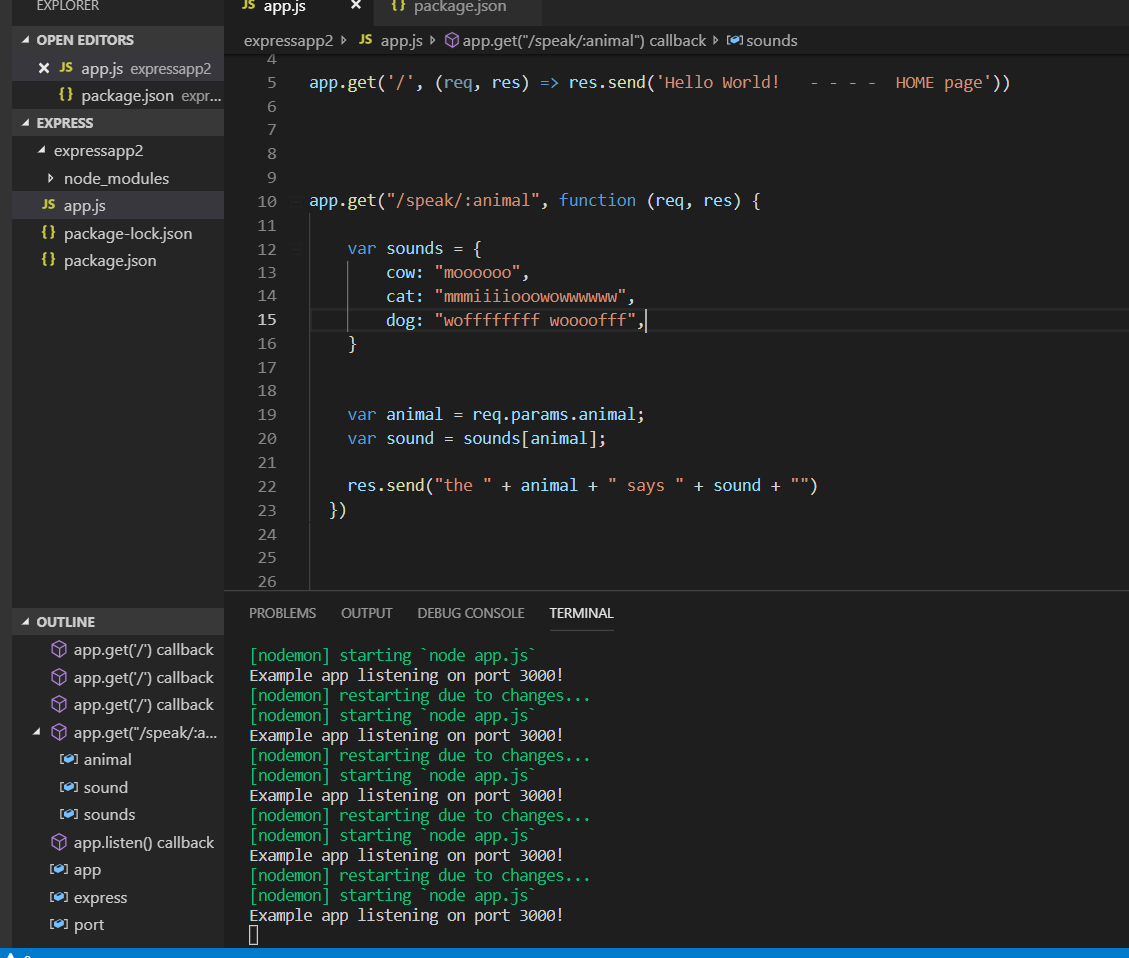 EXPLORER
OPEN EDITORS
JS app.js expressapp2
{} package.json expr...
EXPRESS
expressapp2
node_modules
JS app.js
{} package-lock.json
{} package.json
OUTLINE
app.get('/') callback
app.get('/') callback
app.get('/') callback
app.get("/speak/:a...
animal
sound
sounds
app.listen() callback
app
express
port
JS app.js
{} package.json
expressapp2 JS app.js app.get("/speak/:animal") callback sounds
4
5 app.get('/', (req, res) => res.send('Hello World!   - - - -  HOME page'))
6
7
8
9
10 app.get("/speak/:animal", function (req, res) {
11
12 var sounds = {
13 cow: "moooooo",
14 cat: "mmmiiiiooowowwwwww",
15 dog: "woffffffff woooofff",
16 }
17
18
19 var animal = req.params.animal;
20 var sound = sounds[animal];
21
22 res.send("the " + animal + " says " + sound + "")
23 })
24
25
26
PROBLEMS OUTPUT DEBUG CONSOLE TERMINAL
[nodemon] starting `node app.js`
Example app listening on port 3000!
[nodemon] restarting due to changes...
[nodemon] starting `node app.js`
Example app listening on port 3000!
[nodemon] restarting due to changes...
[nodemon] starting `node app.js`
Example app listening on port 3000!
[nodemon] restarting due to changes...
[nodemon] starting `node app.js`
Example app listening on port 3000!
[nodemon] restarting due to changes...
[nodemon] starting `node app.js`
Example app listening on port 3000!